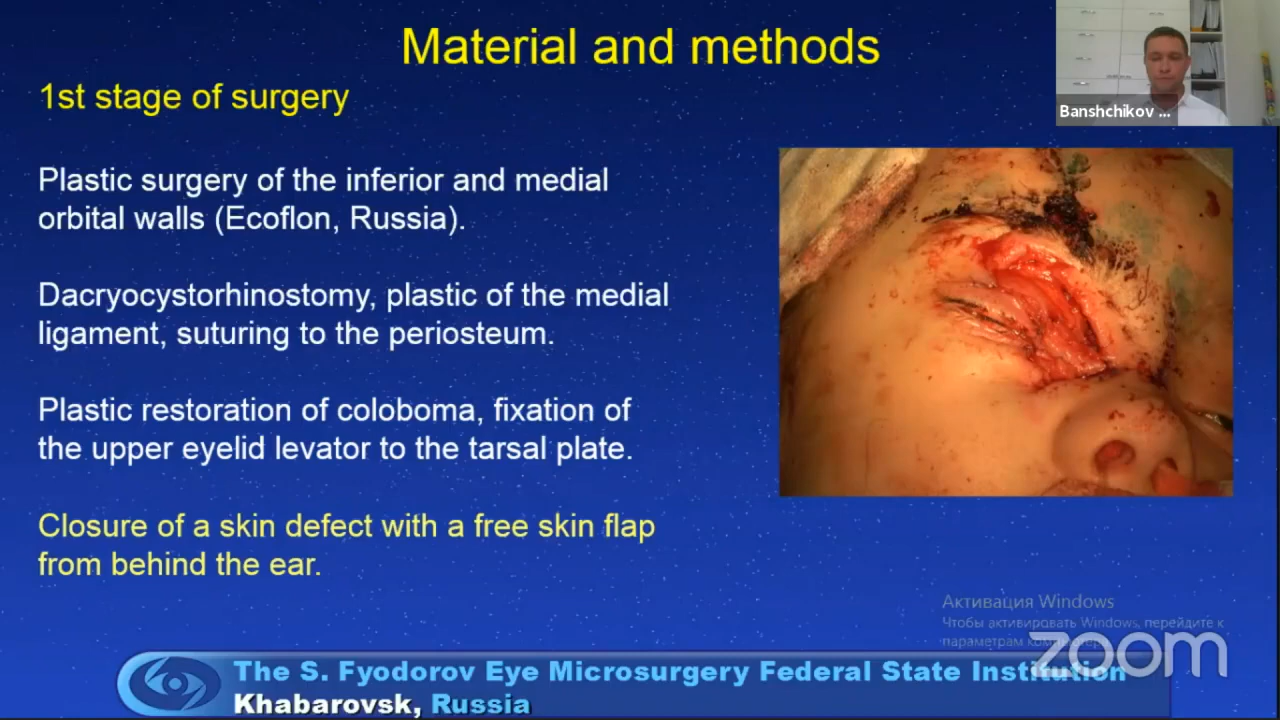 Material and methods
1st stage of surgery
Banshchikov ...
Plastic surgery of the inferior and medial
orbital walls (Ecoflon, Russia).
Dacryocystorhinostomy, plastic of the medial
ligament, suturing to the periosteum.
Plastic restoration of coloboma, fixation of
the upper eyelid levator to the tarsal plate.
Closure of a skin defect with a free skin flap
from behind the ear.
Активация Windows
Чтобы активировать Windows, перейдите к
параметрам компьютера.
zoom
The S. Fyodorov Eye Microsurgery Federal State Institution
Khabarovsk, Russia